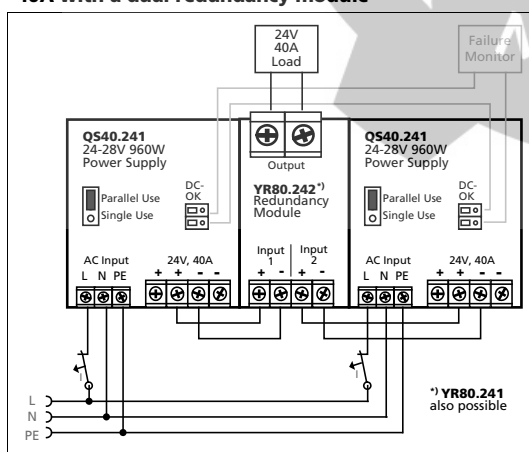 40A with a dual redundancy module
24V
40A
Load
Failure
Monitor
QS40.241
24-28V 960W
Power Supply
Parallel Use
Single Use
DC-
OK
AC Input
L N PE
24V, 40A
+ + - -
Output
YR80.242*)
Redundancy
Module
Input
1
Input
2
+ - + -
QS40.241
24-28V 960W
Power Supply
Parallel Use
Single Use
DC-
OK
AC Input
L N PE
24V, 40A
+ + - -
I
I
L
N
PE
*) YR80.241
also possible